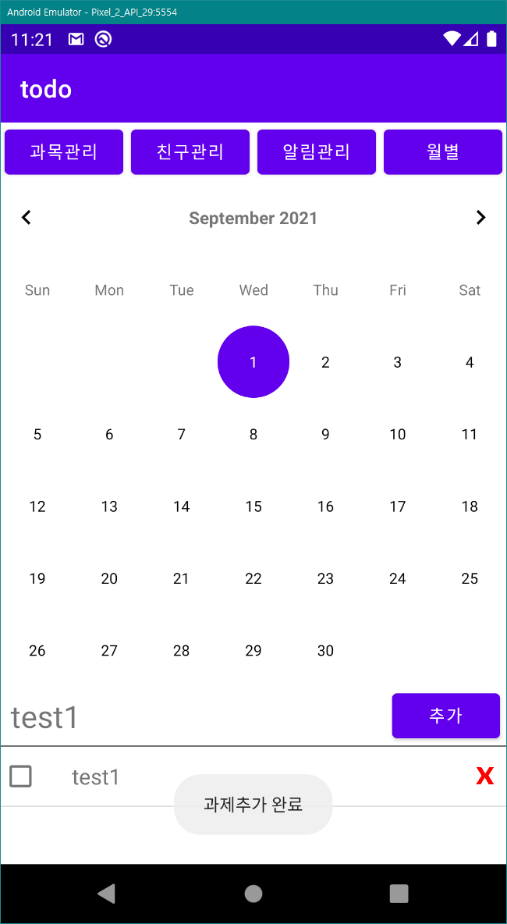 Android Emulator - Pixel_2_API_29:5554
11:21
todo
과목관리 친구관리 알림관리 월별
September 2021
Sun Mon Tue Wed Thu Fri Sat
1 2 3 4
5 6 7 8 9 10 11
12 13 14 15 16 17 18
19 20 21 22 23 24 25
26 27 28 29 30
test1 추가
test1 X
과제추가 완료